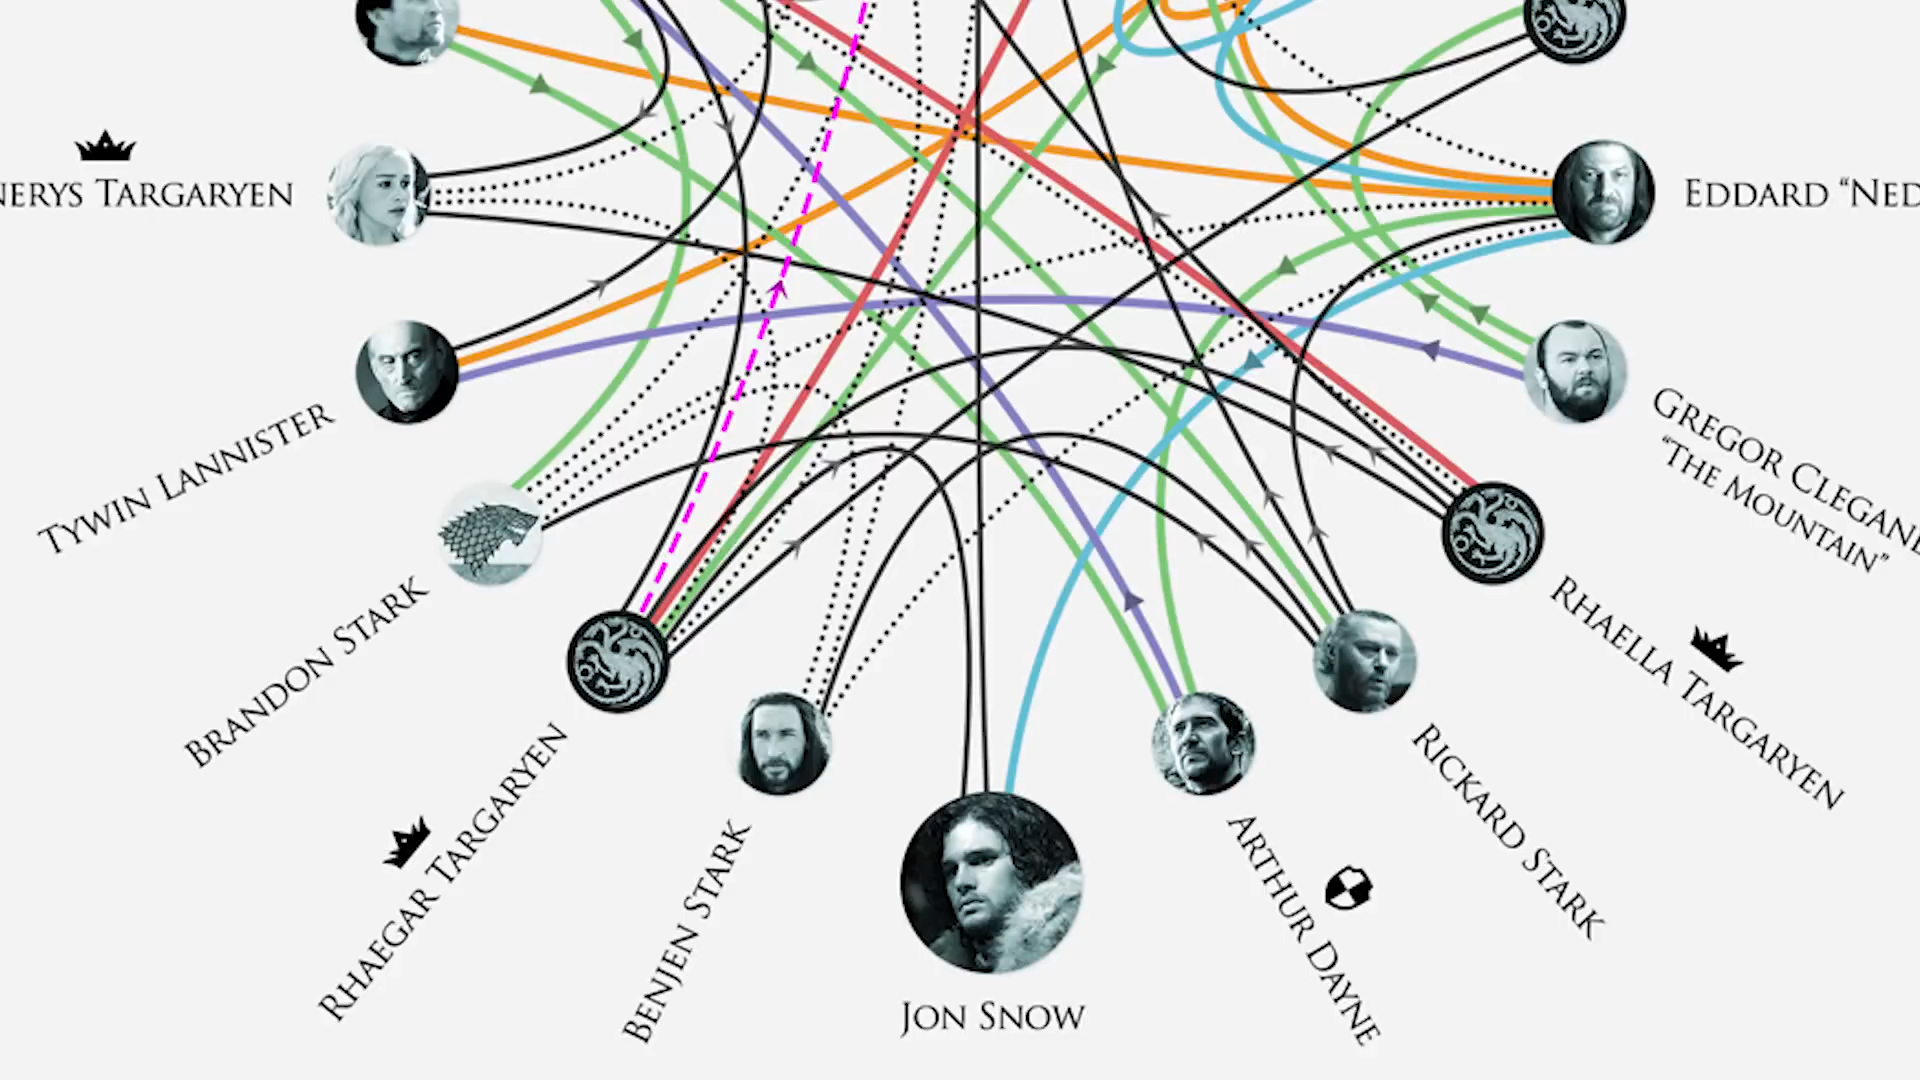 NERYS TARGARYEN
EDDARD “NED
TYWIN LANNISTER
GREGOR CLEGANE
“THE MOUNTAIN”
BRANDON STARK
RHAELLA TARGARYEN
RHAEGAR TARGARYEN
RICKARD STARK
BENJEN STARK
ARTHUR DAYNE
JON SNOW